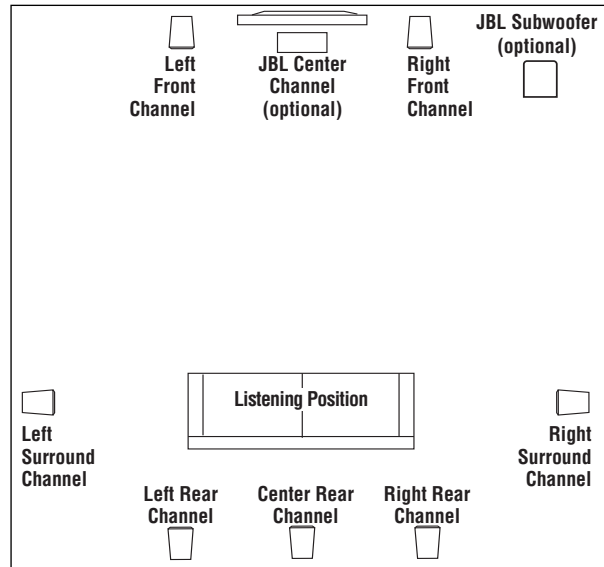 Left
Front
Channel
JBL Center
Channel
(optional)
Right
Front
Channel
JBL Subwoofer
(optional)
Listening Position
Left
Surround
Channel
Right
Surround
Channel
Left Rear
Channel
Center Rear
Channel
Right Rear
Channel